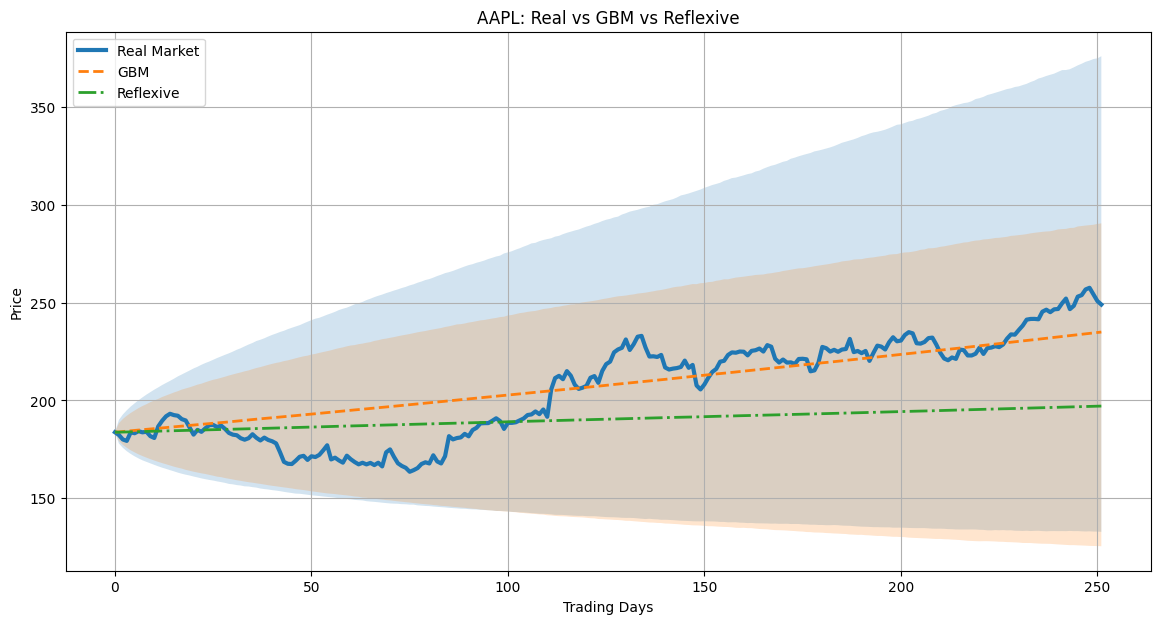 AAPL: Real vs GBM vs Reflexive
Real Market
GBM
Reflexive
Price
350
300
250
200
150
0
50
100
150
200
250
Trading Days